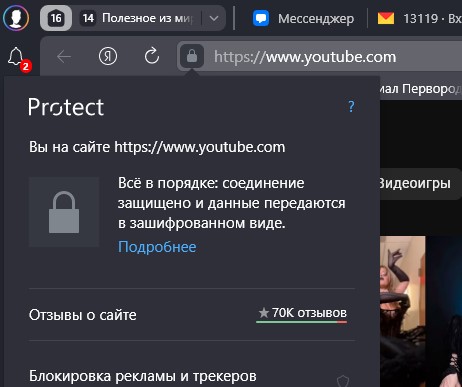 16
14 Полезное из ми
Мессенджер
13119 · Вх
2
Я
https://www.youtube.com
иал Первород
Protect
?
Вы на сайте https://www.youtube.com
Видеоигры
Всё в порядке: соединение
защищено и данные передаются
в зашифрованном виде.
Подробнее
Отзывы о сайте
70K отзывов
Блокировка рекламы и трекеров